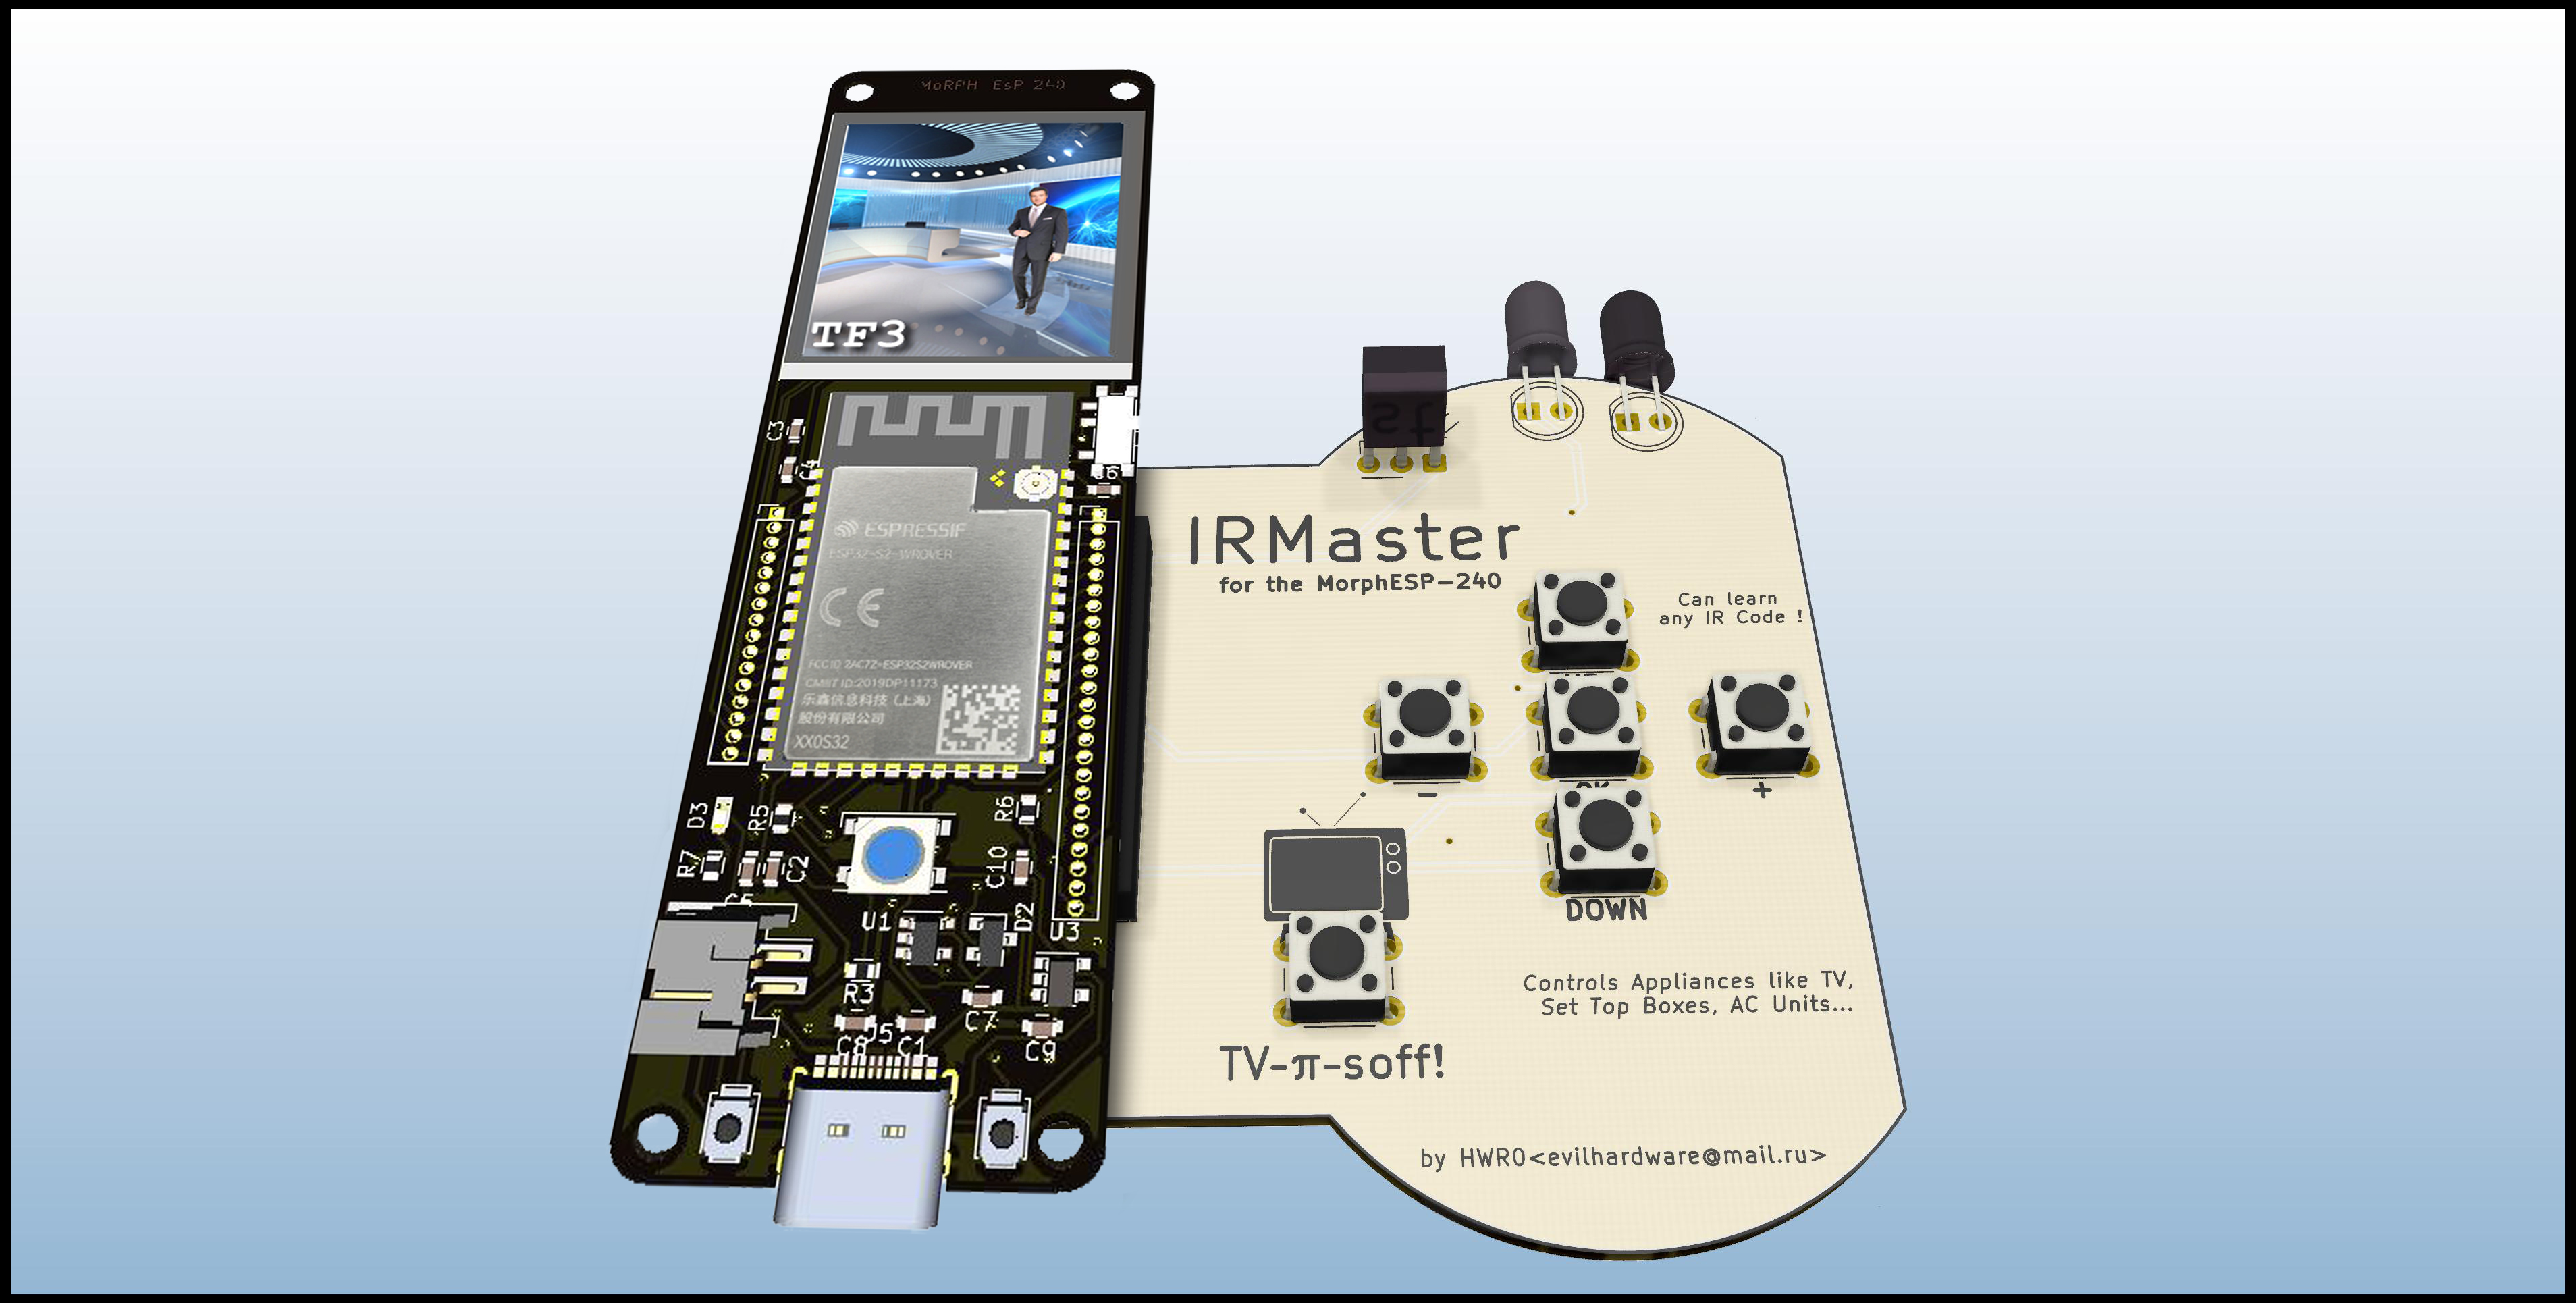 MoRPH EsP 240
TF3
C3
C4
C6
ESPRESSIF
ESP32-S2-WROVER
CE
FCC ID 2AC7Z-ESP32S2WROVER
CMIIT ID:2019DP11173
乐鑫信息科技（上海）
股份有限公司
XX0S32
D3
R5
R6
R7
C2
C10
C5
U1
D2
U3
R3
C7
J5
C8
C1
C9
IRMaster
for the MorphESP-240
Can learn
any IR Code !
-
OK
+
DOWN
Controls Appliances like TV,
Set Top Boxes, AC Units...
TV-π-soff!
by HWR0<evilhardware@mail.ru>